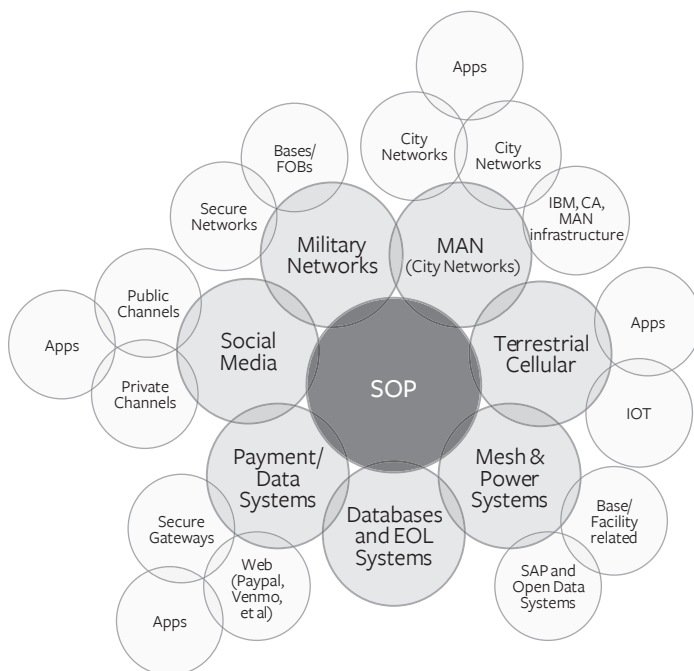 Apps
City
Networks
City
Networks
Bases/
FOBs
IBM, CA,
MAN
infrastructure
Secure
Networks
Military
Networks
MAN
(City Networks)
Public
Channels
Apps
Social
Media
Terrestrial
Cellular
Apps
Private
Channels
SOP
IOT
Payment/
Data
Systems
Mesh &
Power
Systems
Databases
and EOL
Systems
Base/
Facility
related
Secure
Gateways
Web
(Paypal,
Venmo,
et al)
SAP and
Open Data
Systems
Apps